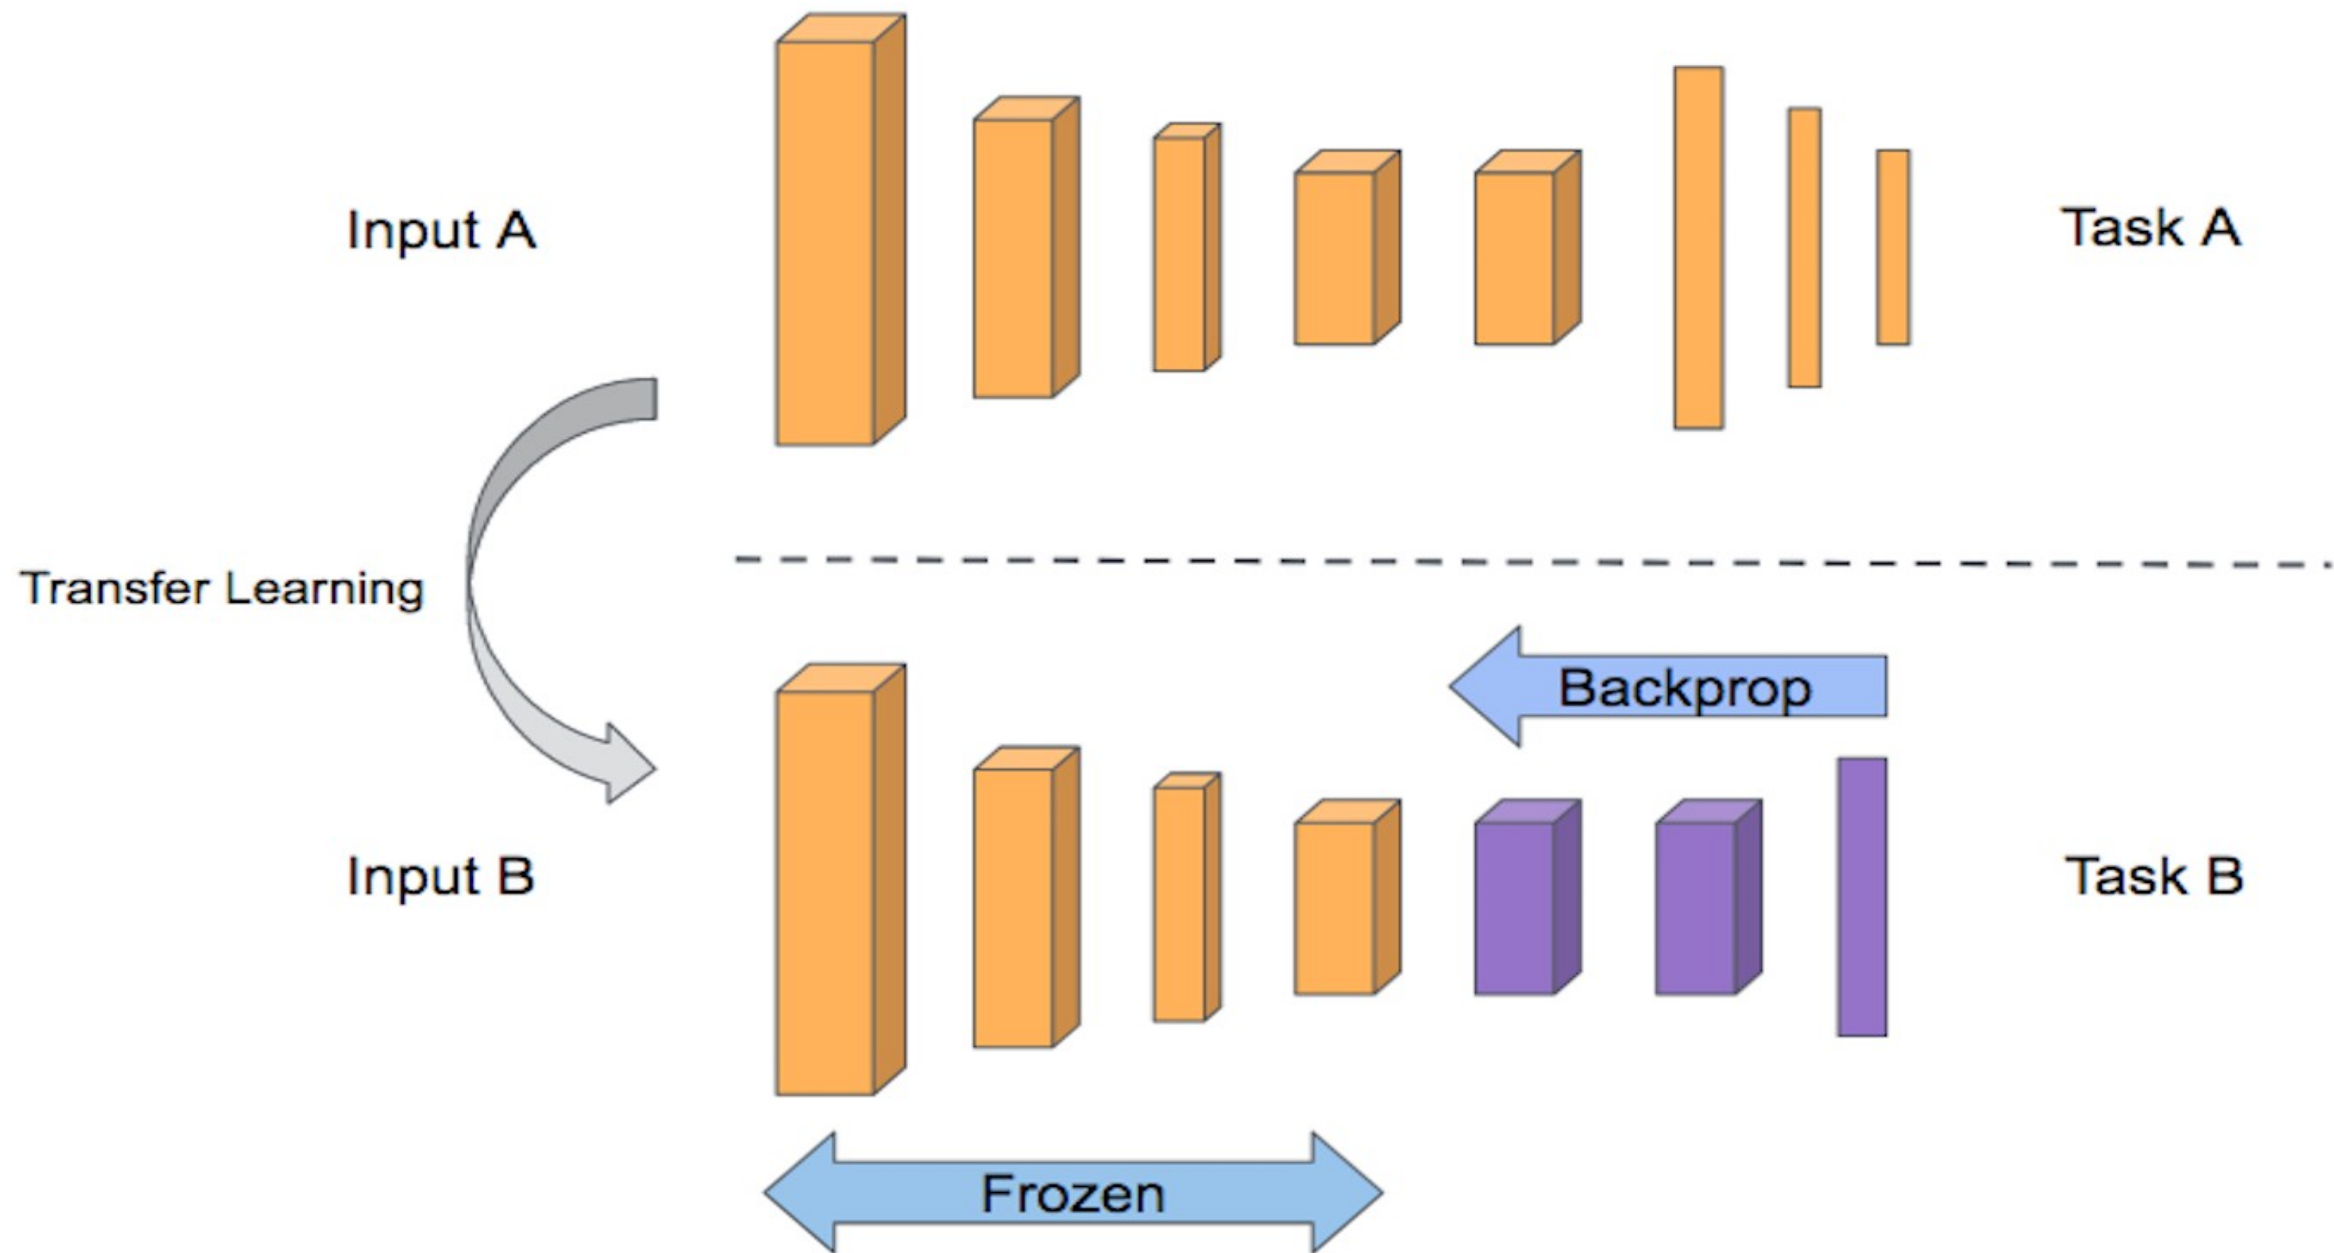 Input A
Task A
Transfer Learning
Backprop
Input B
Task B
Frozen